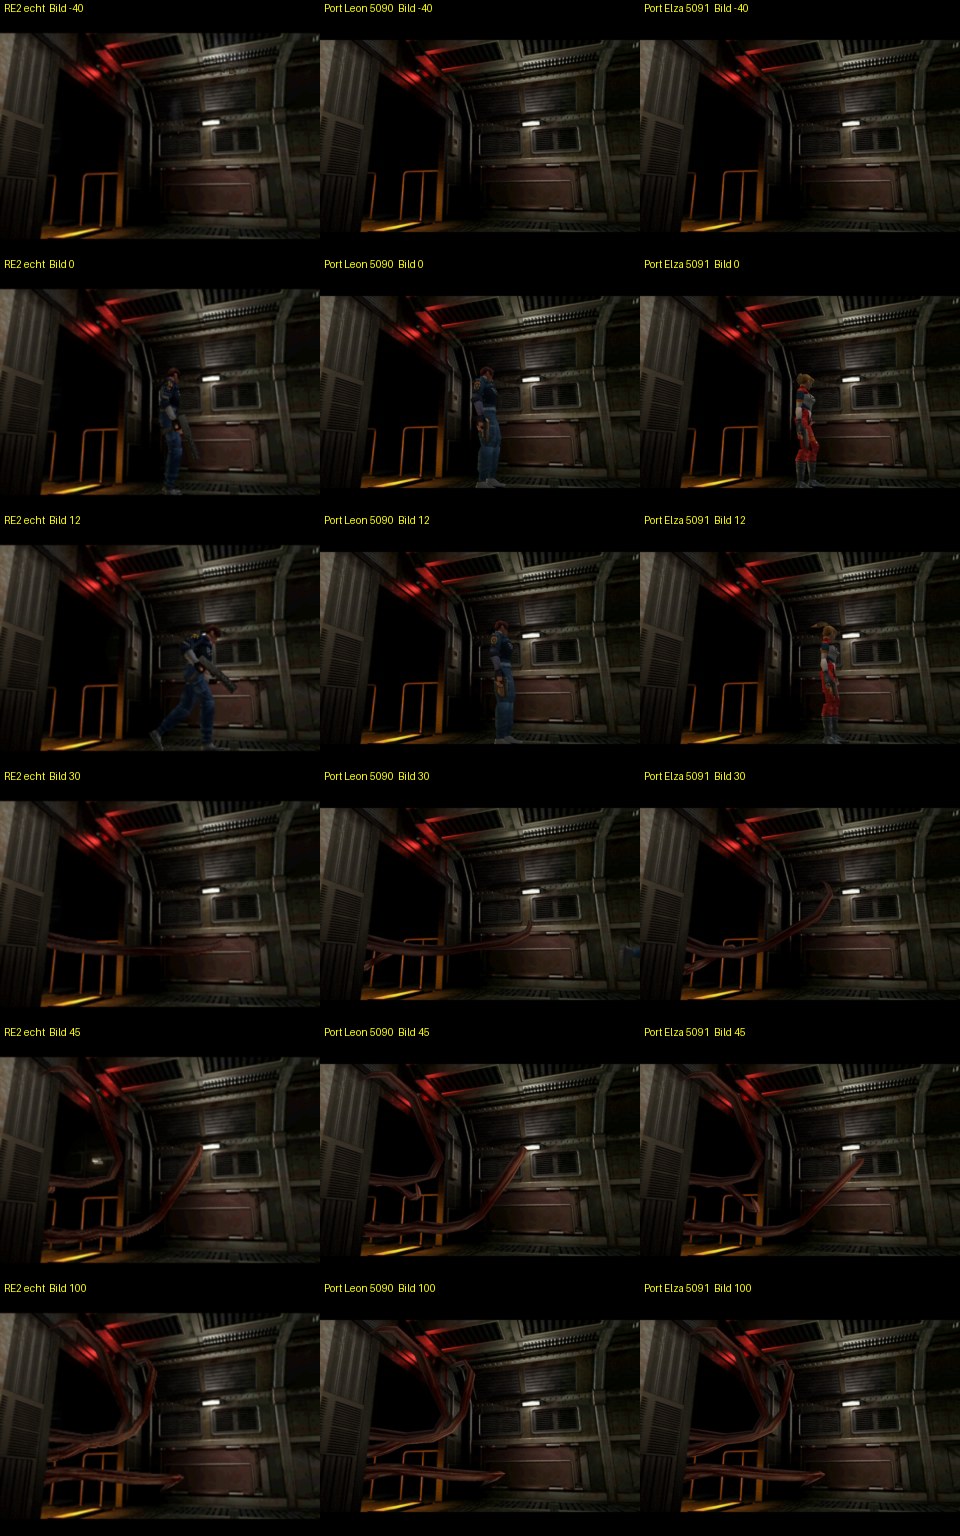 RE2 echt Bild -40 Port Leon 5090 Bild -40 Port Elza 5091 Bild -40
RE2 echt Bild 0 Port Leon 5090 Bild 0 Port Elza 5091 Bild 0
RE2 echt Bild 12 Port Leon 5090 Bild 12 Port Elza 5091 Bild 12
RE2 echt Bild 30 Port Leon 5090 Bild 30 Port Elza 5091 Bild 30
RE2 echt Bild 45 Port Leon 5090 Bild 45 Port Elza 5091 Bild 45
RE2 echt Bild 100 Port Leon 5090 Bild 100 Port Elza 5091 Bild 100